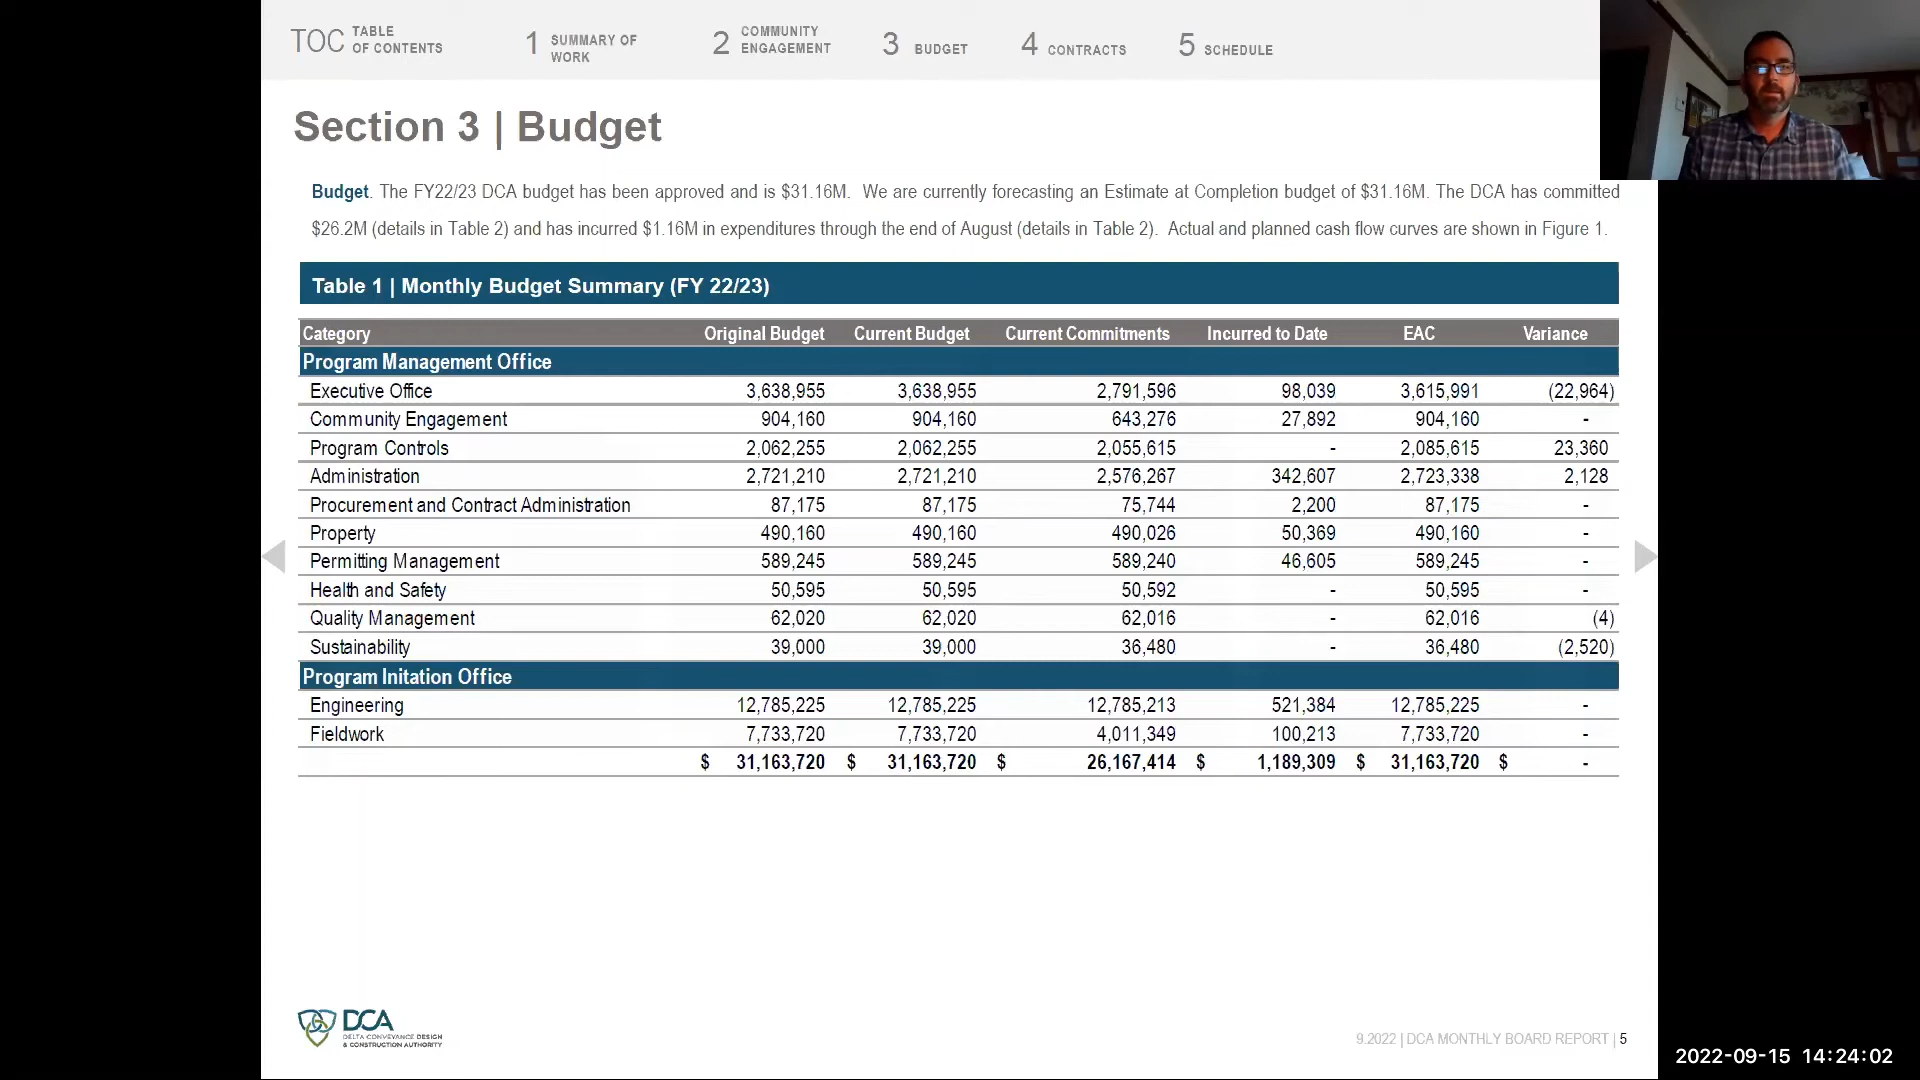 TOC TABLE OF CONTENTS 1 SUMMARY OF WORK 2 COMMUNITY ENGAGEMENT 3 BUDGET 4 CONTRACTS 5 SCHEDULE
Section 3 | Budget
Budget. The FY22/23 DCA budget has been approved and is $31.16M. We are currently forecasting an Estimate at Completion budget of $31.16M. The DCA has committed
$26.2M (details in Table 2) and has incurred $1.16M in expenditures through the end of August (details in Table 2). Actual and planned cash flow curves are shown in Figure 1.
Table 1 | Monthly Budget Summary (FY 22/23)
Category Original Budget Current Budget Current Commitments Incurred to Date EAC Variance
Program Management Office
Executive Office 3,638,955 3,638,955 2,791,596 98,039 3,615,991 (22,964)
Community Engagement 904,160 904,160 643,276 27,892 904,160 -
Program Controls 2,062,255 2,062,255 2,055,615 - 2,085,615 23,360
Administration 2,721,210 2,721,210 2,576,267 342,607 2,723,338 2,128
Procurement and Contract Administration 87,175 87,175 75,744 2,200 87,175 -
Property 490,160 490,160 490,026 50,369 490,160 -
Permitting Management 589,245 589,245 589,240 46,605 589,245 -
Health and Safety 50,595 50,595 50,592 - 50,595 -
Quality Management 62,020 62,020 62,016 - 62,016 (4)
Sustainability 39,000 39,000 36,480 - 36,480 (2,520)
Program Initation Office
Engineering 12,785,225 12,785,225 12,785,213 521,384 12,785,225 -
Fieldwork 7,733,720 7,733,720 4,011,349 100,213 7,733,720 -
$ 31,163,720 $ 31,163,720 $ 26,167,414 $ 1,189,309 $ 31,163,720 $ -
DCA
DELTA CONVEYANCE DESIGN
& CONSTRUCTION AUTHORITY
9.2022 | DCA MONTHLY BOARD REPORT | 5
2022-09-15 14:24:02